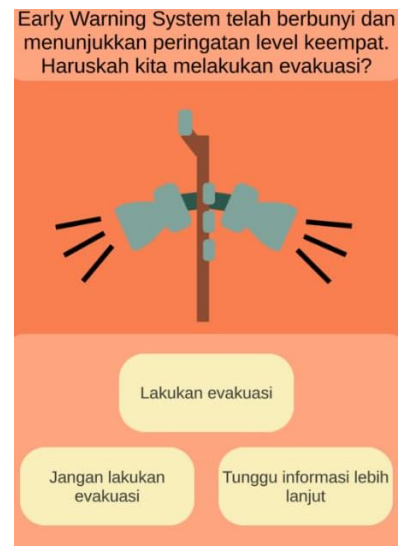 Early Warning System telah berbunyi dan
menunjukkan peringatan level keempat.
Haruskah kita melakukan evakuasi?
Lakukan evakuasi
Jangan lakukan
evakuasi
Tunggu informasi lebih
lanjut